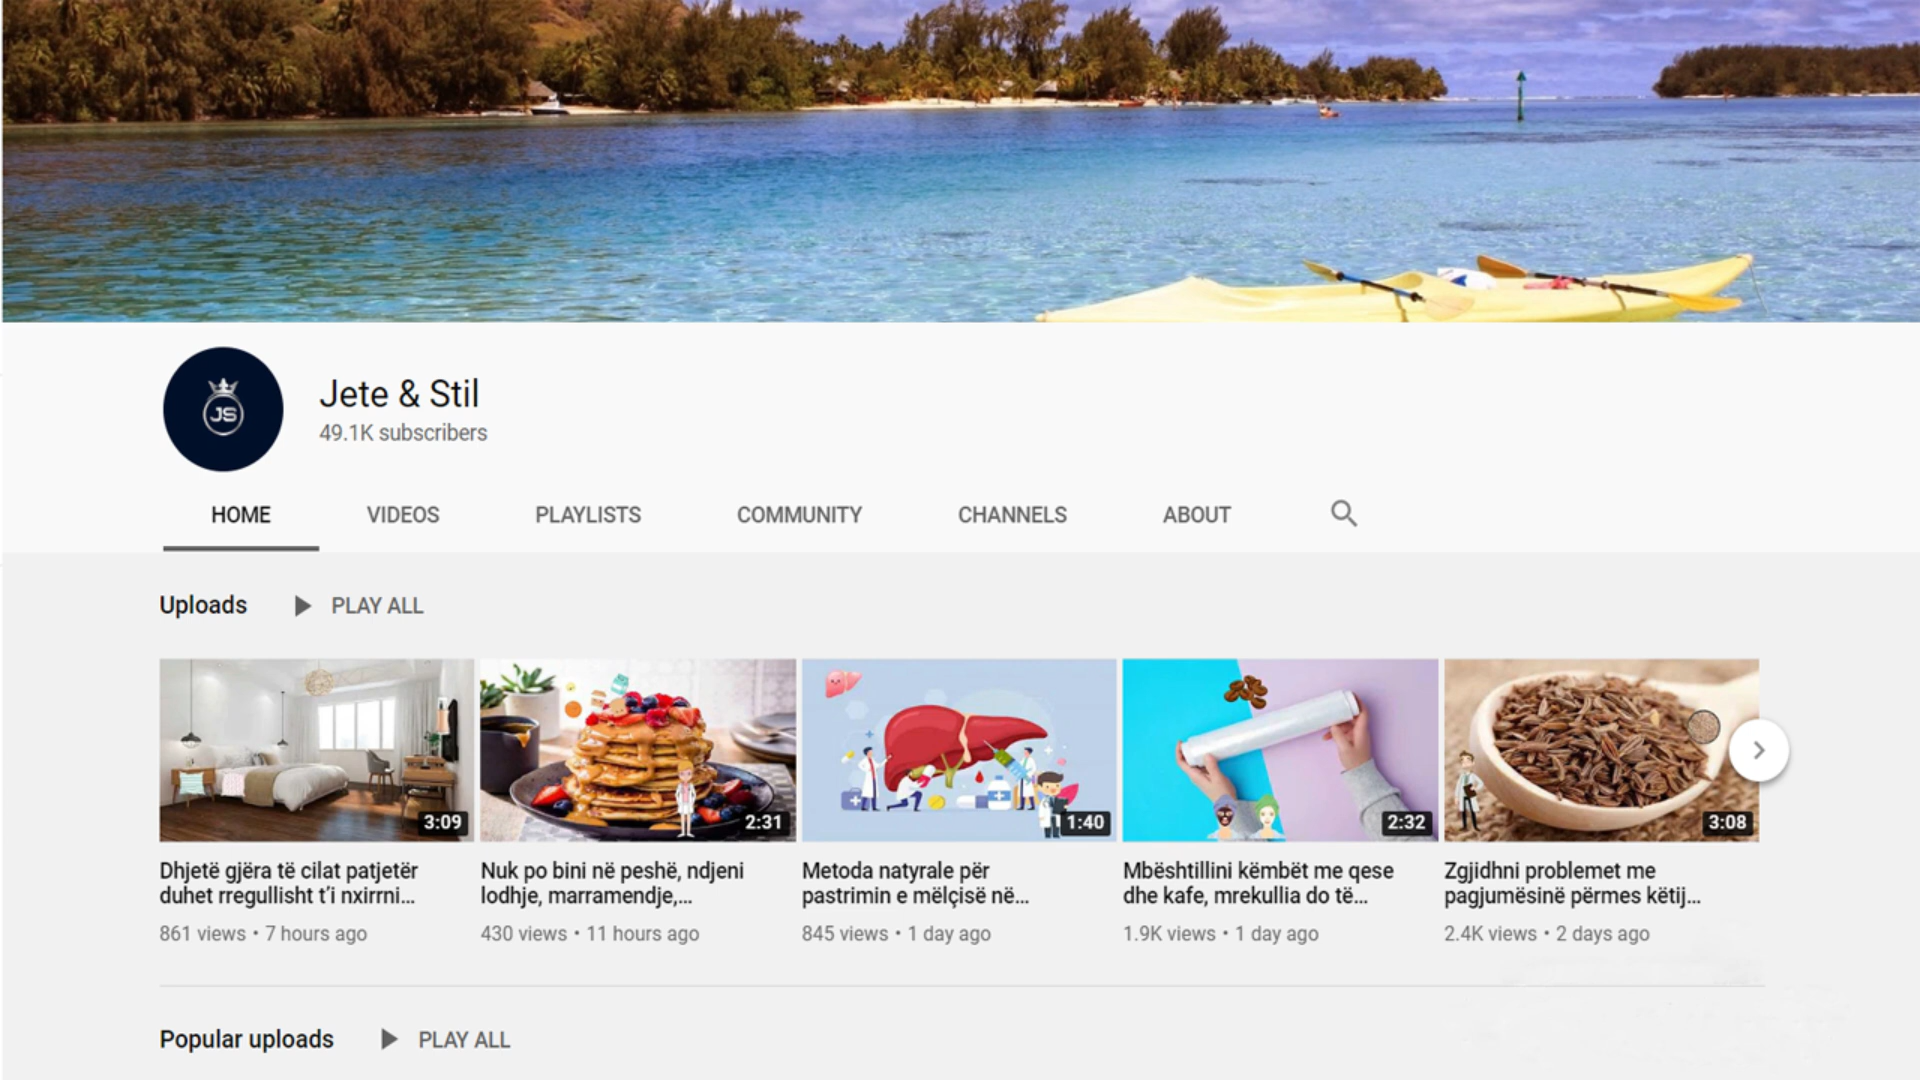 JS
Jete & Stil
49.1K subscribers
HOME VIDEOS PLAYLISTS COMMUNITY CHANNELS ABOUT
Uploads PLAY ALL
3:09 2:31 1:40 2:32 3:08
Dhjetë gjëra të cilat patjetër
duhet rregullisht t'i nxirrni...
861 views • 7 hours ago
Nuk po bini në peshë, ndjeni
lodhje, marramendje,...
430 views • 11 hours ago
Metoda natyrale për
pastrimin e mëlçisë në...
845 views • 1 day ago
Mbështillini këmbët me qese
dhe kafe, mrekullia do të...
1.9K views • 1 day ago
Zgjidhni problemet me
pagjumësinë përmes këtij...
2.4K views • 2 days ago
Popular uploads PLAY ALL